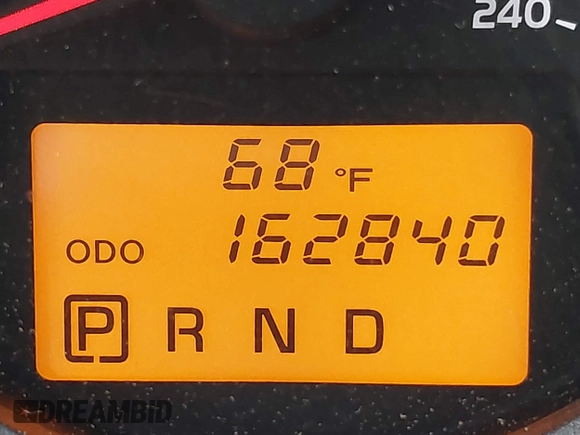 240
68 °F
ODO 162840
P R N D
DREAMBID